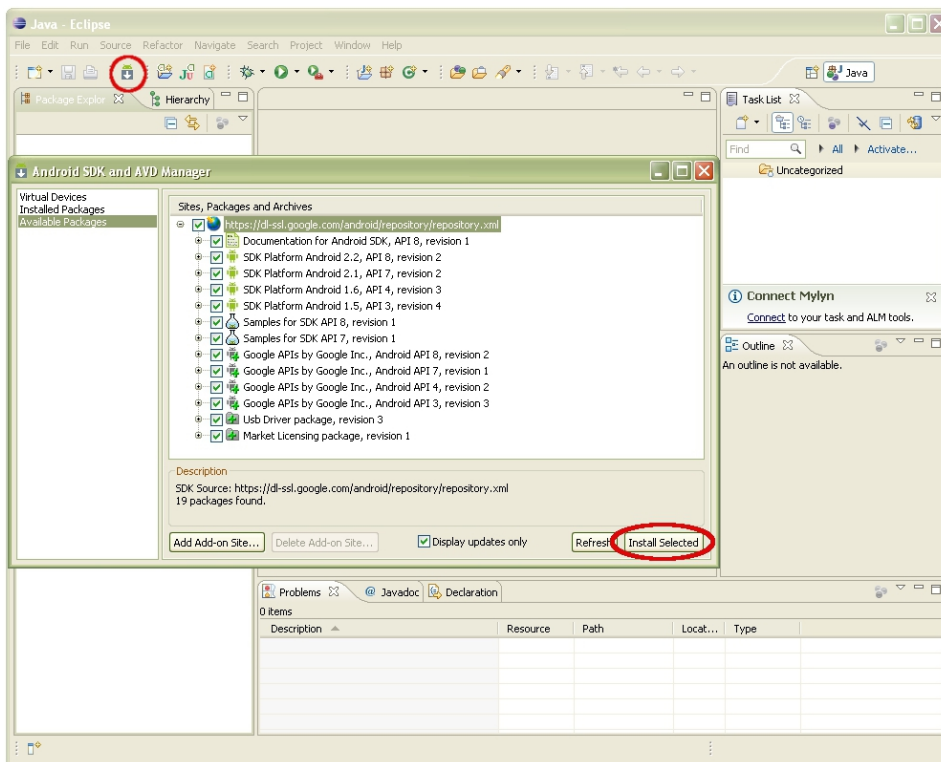 Java - Eclipse
File Edit Run Source Refactor Navigate Search Project Window Help
Java
Package Explor
Hierarchy
Task List
Find
All
Activate...
Uncategorized
Android SDK and AVD Manager
Virtual Devices
Installed Packages
Available Packages
Sites, Packages and Archives
https://dl-ssl.google.com/android/repository/repository.xml
Documentation for Android SDK, API 8, revision 1
SDK Platform Android 2.2, API 8, revision 2
SDK Platform Android 2.1, API 7, revision 2
SDK Platform Android 1.6, API 4, revision 3
SDK Platform Android 1.5, API 3, revision 4
Samples for SDK API 8, revision 1
Samples for SDK API 7, revision 1
Google APIs by Google Inc., Android API 8, revision 2
Google APIs by Google Inc., Android API 7, revision 1
Google APIs by Google Inc., Android API 4, revision 2
Google APIs by Google Inc., Android API 3, revision 3
Usb Driver package, revision 3
Market Licensing package, revision 1
Description
SDK Source: https://dl-ssl.google.com/android/repository/repository.xml
19 packages found.
Add Add-on Site...
Delete Add-on Site...
Display updates only
Refresh
Install Selected
Connect Mylyn
Connect to your task and ALM tools.
Outline
An outline is not available.
Problems
@ Javadoc
Declaration
0 items
Description
Resource
Path
Locat...
Type